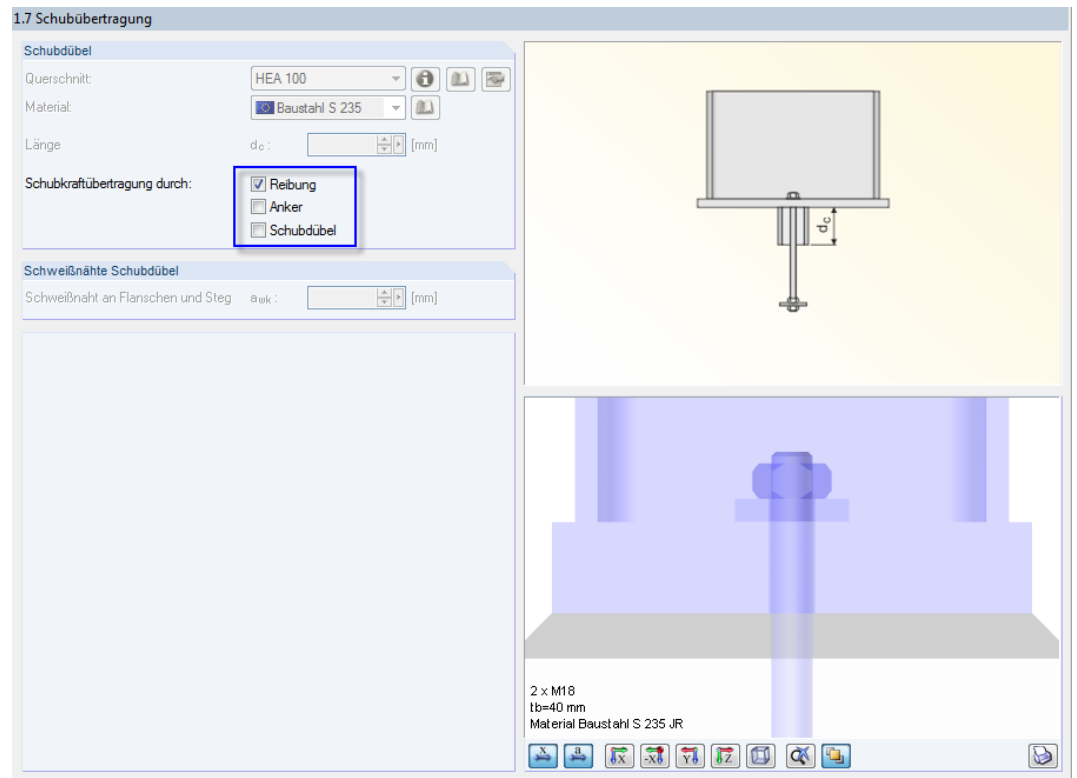 1.7 Schubübertragung
Schubdübel
Querschnitt: HEA 100
Material: Baustahl S 235
Länge dc : [mm]
Schubkraftübertragung durch: Reibung
Anker
Schubdübel
Schweißnähte Schubdübel
Schweißnaht an Flanschen und Steg awk : [mm]
dc
2 x M18
tb=40 mm
Material Baustahl S 235 JR
x a X -X Y Z